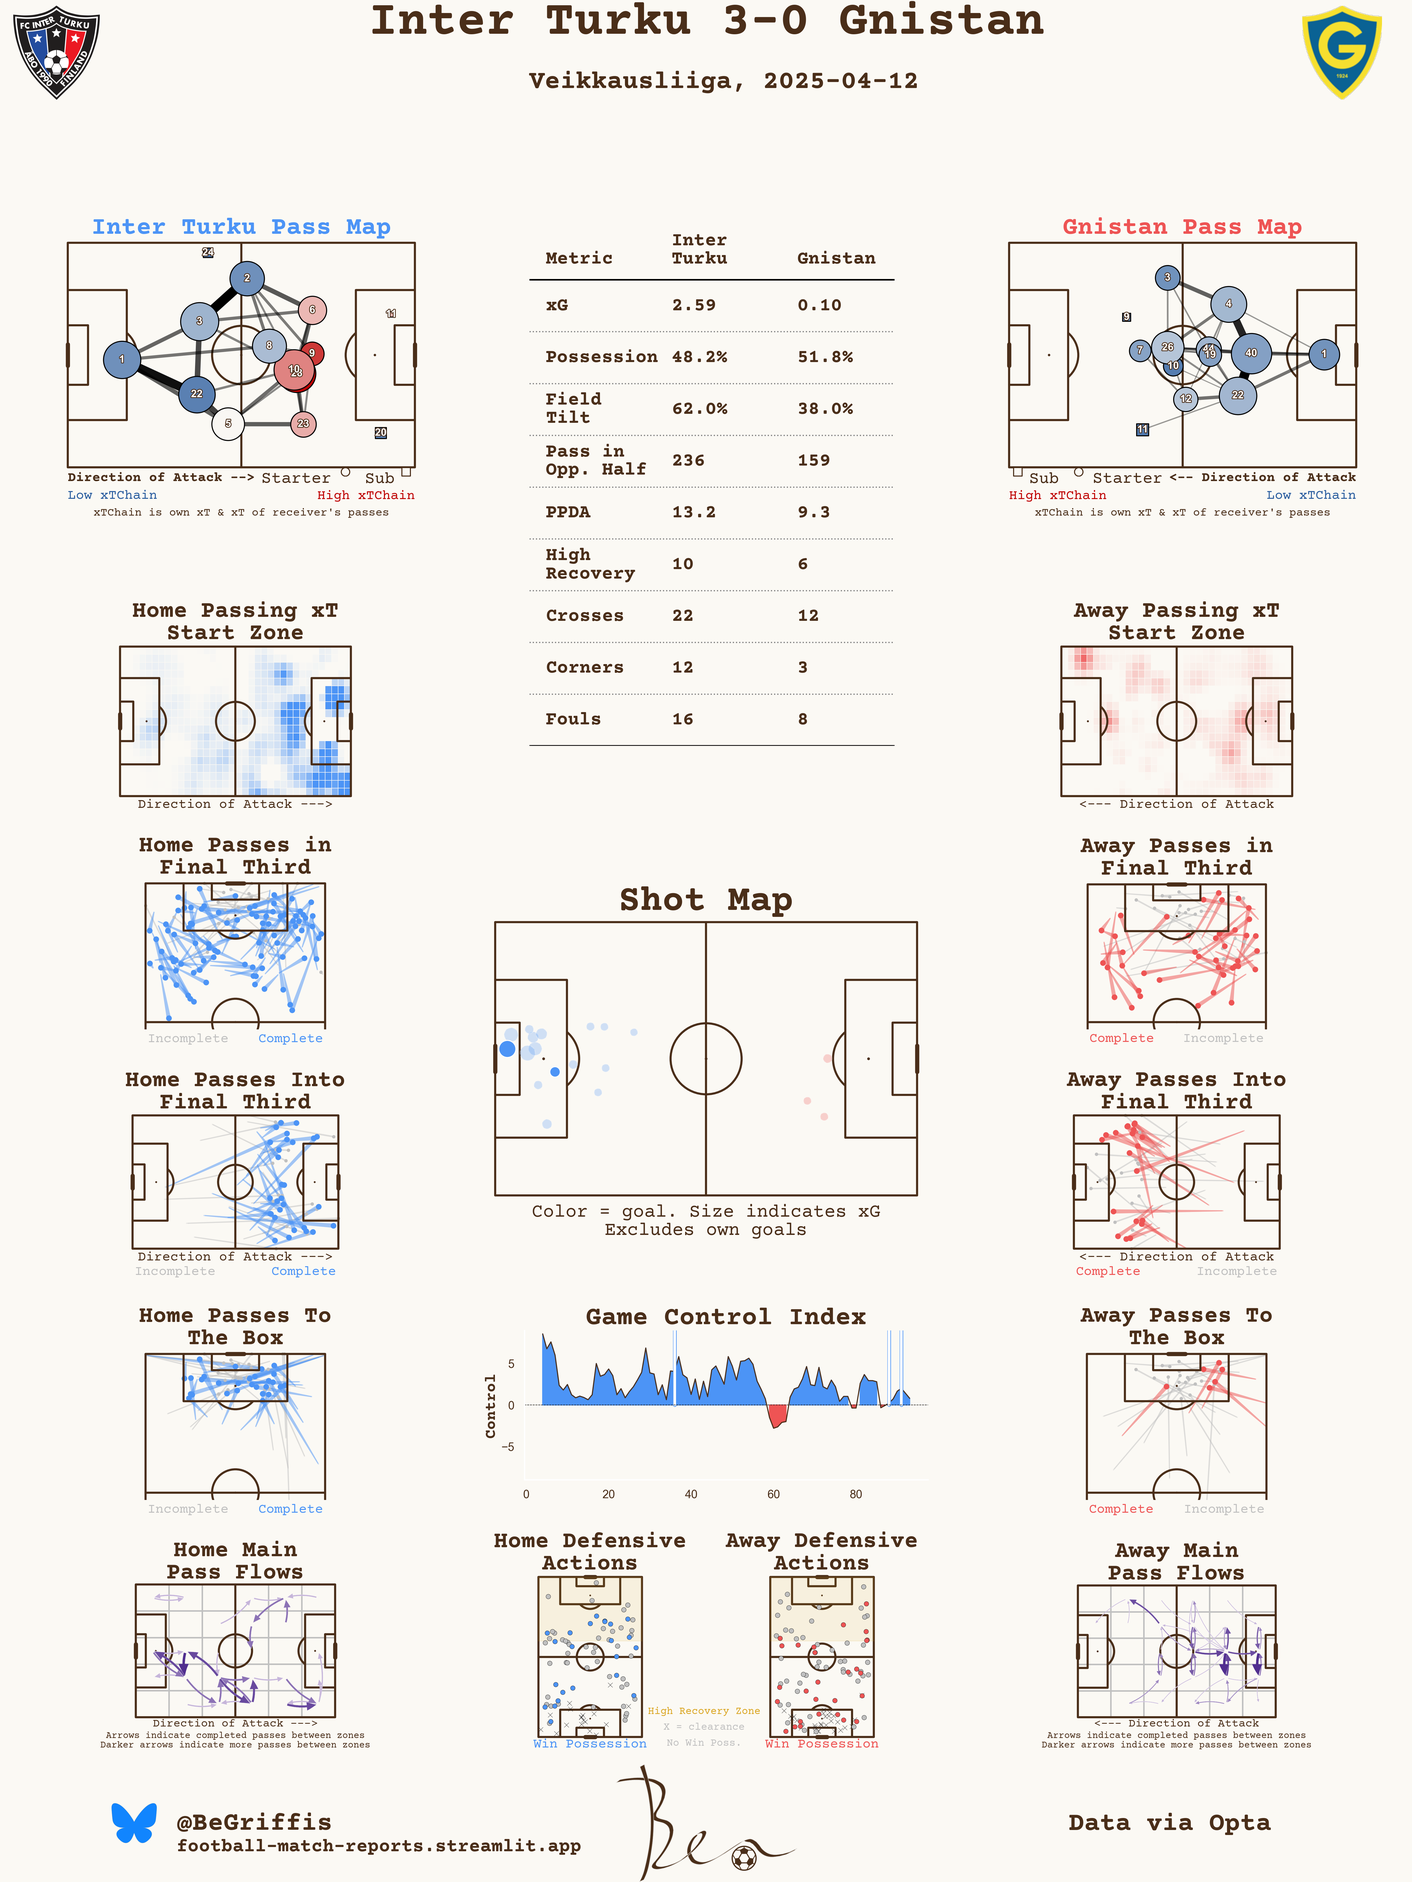 Inter Turku 3-0 Gnistan
Veikkausliiga, 2025-04-12
FC INTER TURKU
ÅBO 1990 FINLAND
G
1924
Inter Turku Pass Map
24
2
6
11
3
8
9
1
10
22
5
23
20
Direction of Attack --> Starter Sub
Low xTChain High xTChain
xTChain is own xT & xT of receiver's passes
Metric Inter Turku Gnistan
xG 2.59 0.10
Possession 48.2% 51.8%
Field Tilt 62.0% 38.0%
Pass in Opp. Half 236 159
PPDA 13.2 9.3
High Recovery 10 6
Crosses 22 12
Corners 12 3
Fouls 16 8
Gnistan Pass Map
3
4
9
7
26
19
40
1
10
12
22
11
Sub Starter <-- Direction of Attack
High xTChain Low xTChain
xTChain is own xT & xT of receiver's passes
Home Passing xT
Start Zone
Direction of Attack --->
Away Passing xT
Start Zone
<--- Direction of Attack
Home Passes in
Final Third
Incomplete Complete
Away Passes in
Final Third
Complete Incomplete
Shot Map
Color = goal. Size indicates xG
Excludes own goals
Home Passes Into
Final Third
Direction of Attack --->
Incomplete Complete
Away Passes Into
Final Third
<--- Direction of Attack
Complete Incomplete
Home Passes To
The Box
Incomplete Complete
Game Control Index
Control
5
0
−5
0 20 40 60 80
Away Passes To
The Box
Complete Incomplete
Home Main
Pass Flows
Direction of Attack --->
Arrows indicate completed passes between zones
Darker arrows indicate more passes between zones
Home Defensive
Actions
Win Possession
High Recovery Zone
X = clearance
No Win Poss.
Away Defensive
Actions
Win Possession
Away Main
Pass Flows
<--- Direction of Attack
Arrows indicate completed passes between zones
Darker arrows indicate more passes between zones
@BeGriffis
football-match-reports.streamlit.app
Ben
Data via Opta